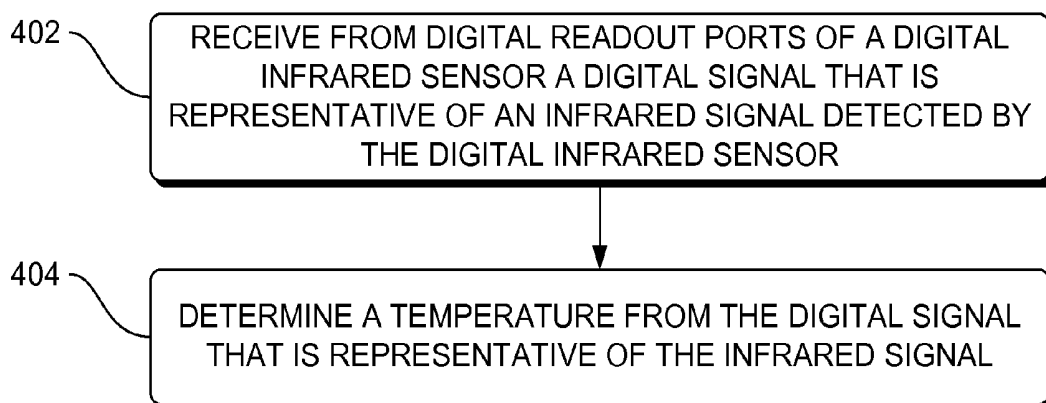 402
RECEIVE FROM DIGITAL READOUT PORTS OF A DIGITAL
INFRARED SENSOR A DIGITAL SIGNAL THAT IS
REPRESENTATIVE OF AN INFRARED SIGNAL DETECTED BY
THE DIGITAL INFRARED SENSOR
404
DETERMINE A TEMPERATURE FROM THE DIGITAL SIGNAL
THAT IS REPRESENTATIVE OF THE INFRARED SIGNAL